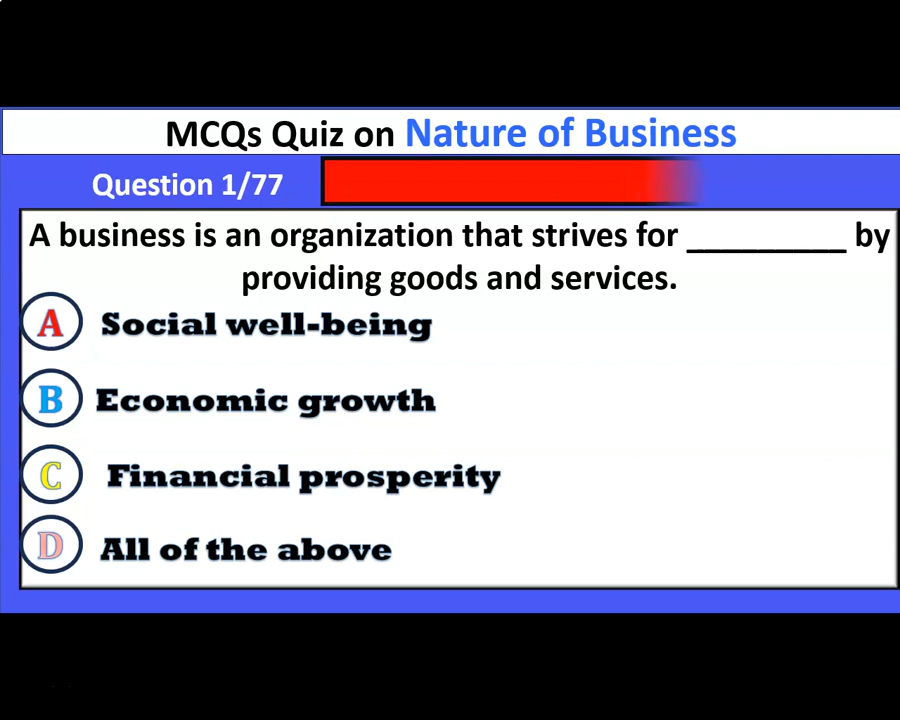 MCQs Quiz on Nature of Business
Question 1/77
A business is an organization that strives for _________ by
providing goods and services.
A Social well-being
B Economic growth
C Financial prosperity
D All of the above